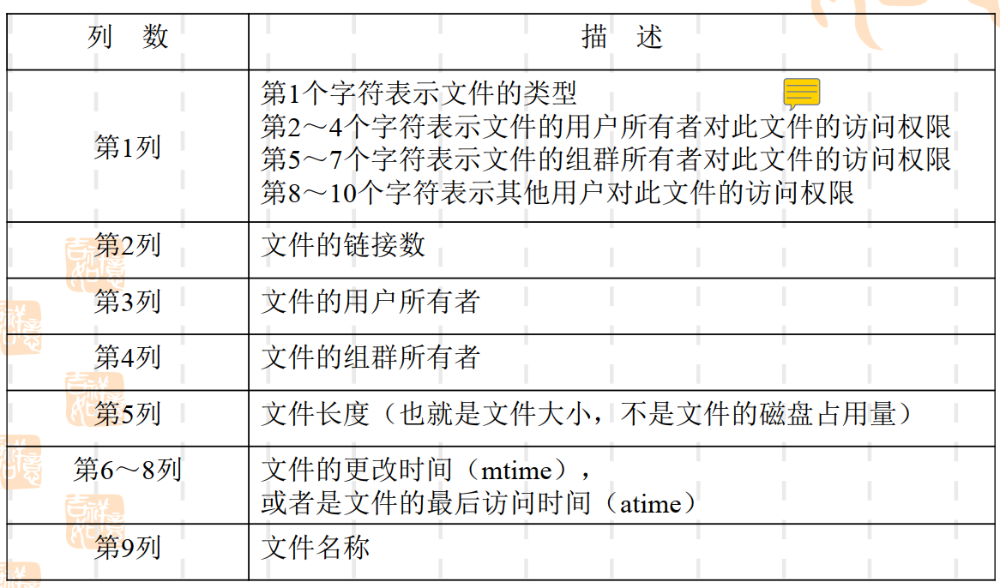 列 数 描 述
第1列
第1个字符表示文件的类型
第2～4个字符表示文件的用户所有者对此文件的访问权限
第5～7个字符表示文件的组群所有者对此文件的访问权限
第8～10个字符表示其他用户对此文件的访问权限
第2列 文件的链接数
第3列 文件的用户所有者
第4列 文件的组群所有者
第5列 文件长度（也就是文件大小，不是文件的磁盘占用量）
第6～8列 文件的更改时间（mtime），
或者是文件的最后访问时间（atime）
第9列 文件名称